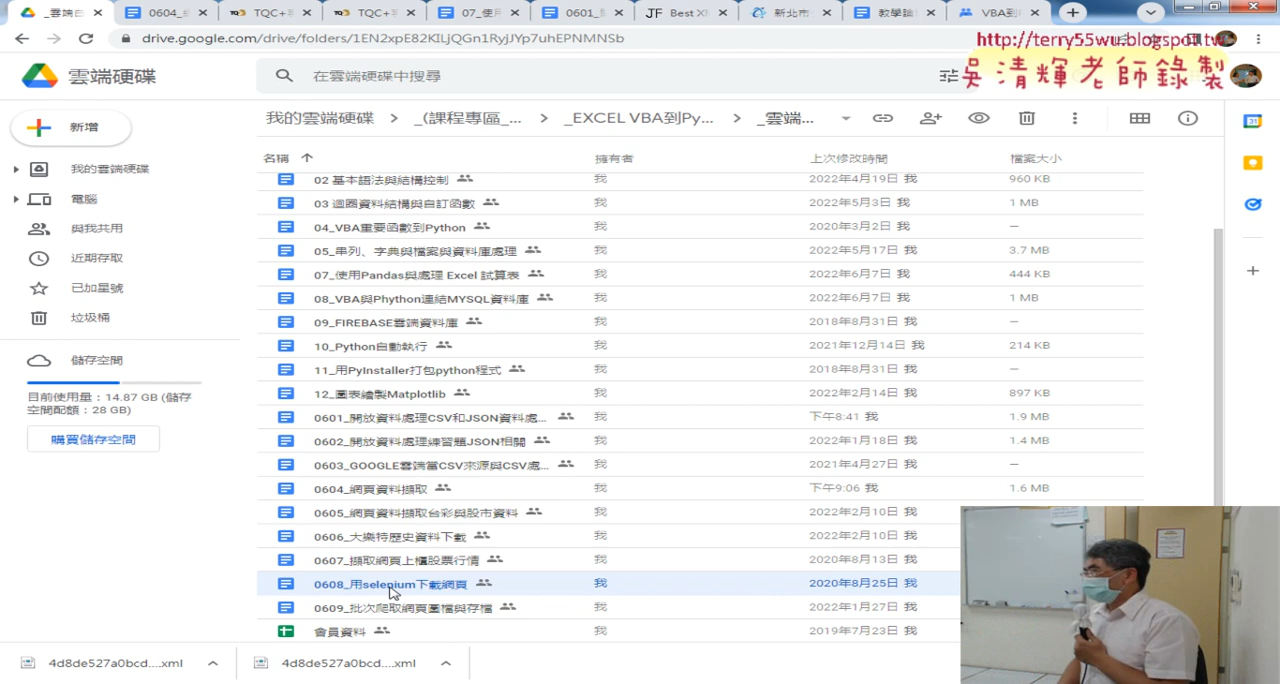 _雲端白
0604_
TQC+
TQC+
07_使用
0601_
JF Best X
新北市
教學論
VBA到
drive.google.com/drive/folders/1EN2xpE82KILjQGn1RyjJYp7uhEPNMNSb
http://terry55wu.blogspot.tw
吳清輝老師錄製
雲端硬碟
在雲端硬碟中搜尋
新增
我的雲端硬碟
電腦
與我共用
近期存取
已加星號
垃圾桶
儲存空間
目前使用量：14.87 GB (儲存
空間配額：28 GB)
購買儲存空間
我的雲端硬碟 > _(課程專區_... > _EXCEL VBA到Py... > _雲端...
名稱 擁有者 上次修改時間 檔案大小
02 基本語法與結構控制 我 2022年4月19日 我 960 KB
03 迴圈資料結構與自訂函數 我 2022年5月3日 我 1 MB
04_VBA重要函數到Python 我 2020年3月2日 我 –
05_串列、字典與檔案與資料庫處理 我 2022年5月17日 我 3.7 MB
07_使用Pandas與處理 Excel 試算表 我 2022年6月7日 我 444 KB
08_VBA與Phython連結MYSQL資料庫 我 2022年6月7日 我 1 MB
09_FIREBASE雲端資料庫 我 2018年8月31日 我 –
10_Python自動執行 我 2021年12月14日 我 214 KB
11_用PyInstaller打包python程式 我 2018年8月31日 我 –
12_圖表繪製Matplotlib 我 2022年2月14日 我 897 KB
0601_開放資料處理CSV和JSON資料處... 我 下午8:41 我 1.9 MB
0602_開放資料處理練習題JSON相關 我 2022年1月18日 我 1.4 MB
0603_GOOGLE雲端當CSV來源與CSV處... 我 2021年4月27日 我 –
0604_網頁資料擷取 我 下午9:06 我 1.6 MB
0605_網頁資料擷取台彩與股市資料 我 2022年2月10日 我
0606_大樂特歷史資料下載 我 2022年2月10日 我
0607_擷取網頁上櫃股票行情 我 2020年8月13日 我
0608_用selenium下載網頁 我 2020年8月25日 我
0609_批次爬取網頁圖檔與存檔 我 2022年1月27日 我
會員資料 我 2019年7月23日 我
4d8de527a0bcd....xml
4d8de527a0bcd....xml